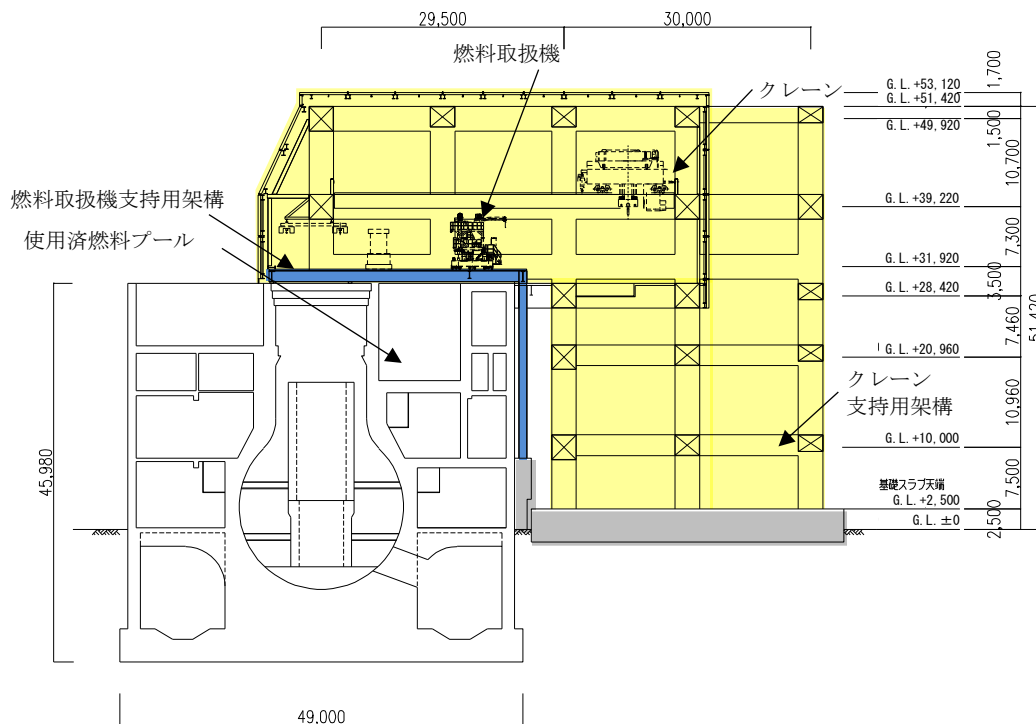 29,500
30,000
燃料取扱機
クレーン
G.L.+53,120
G.L.+51,420
G.L.+49,920
1,700
1,500
10,700
燃料取扱機支持用架構
G.L.+39,220
使用済燃料プール
7,300
G.L.+31,920
3,500
G.L.+28,420
7,460
51,420
G.L.+20,960
クレーン
支持用架構
10,960
G.L.+10,000
45,980
7,500
基礎スラブ天端
G.L.+2,500
G.L.±0
2,500
49,000